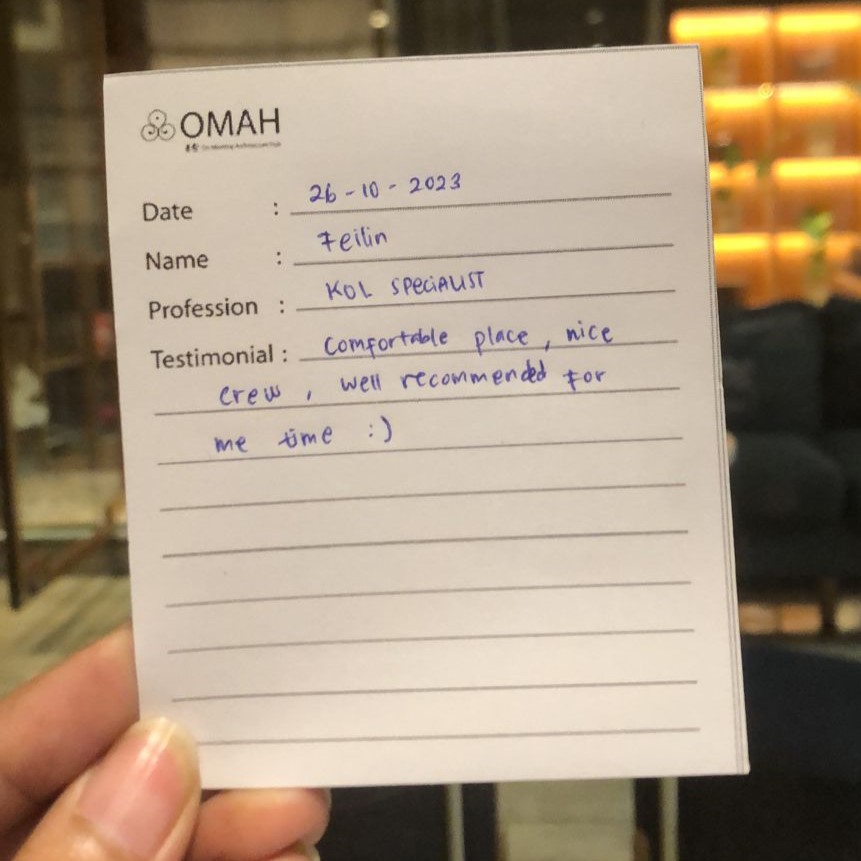 OMAH
Date : 26 - 10 - 2023
Name : Feilin
Profession : KOL SPECIALIST
Testimonial : Comfortable place, nice
crew, well recommended for
me time :)